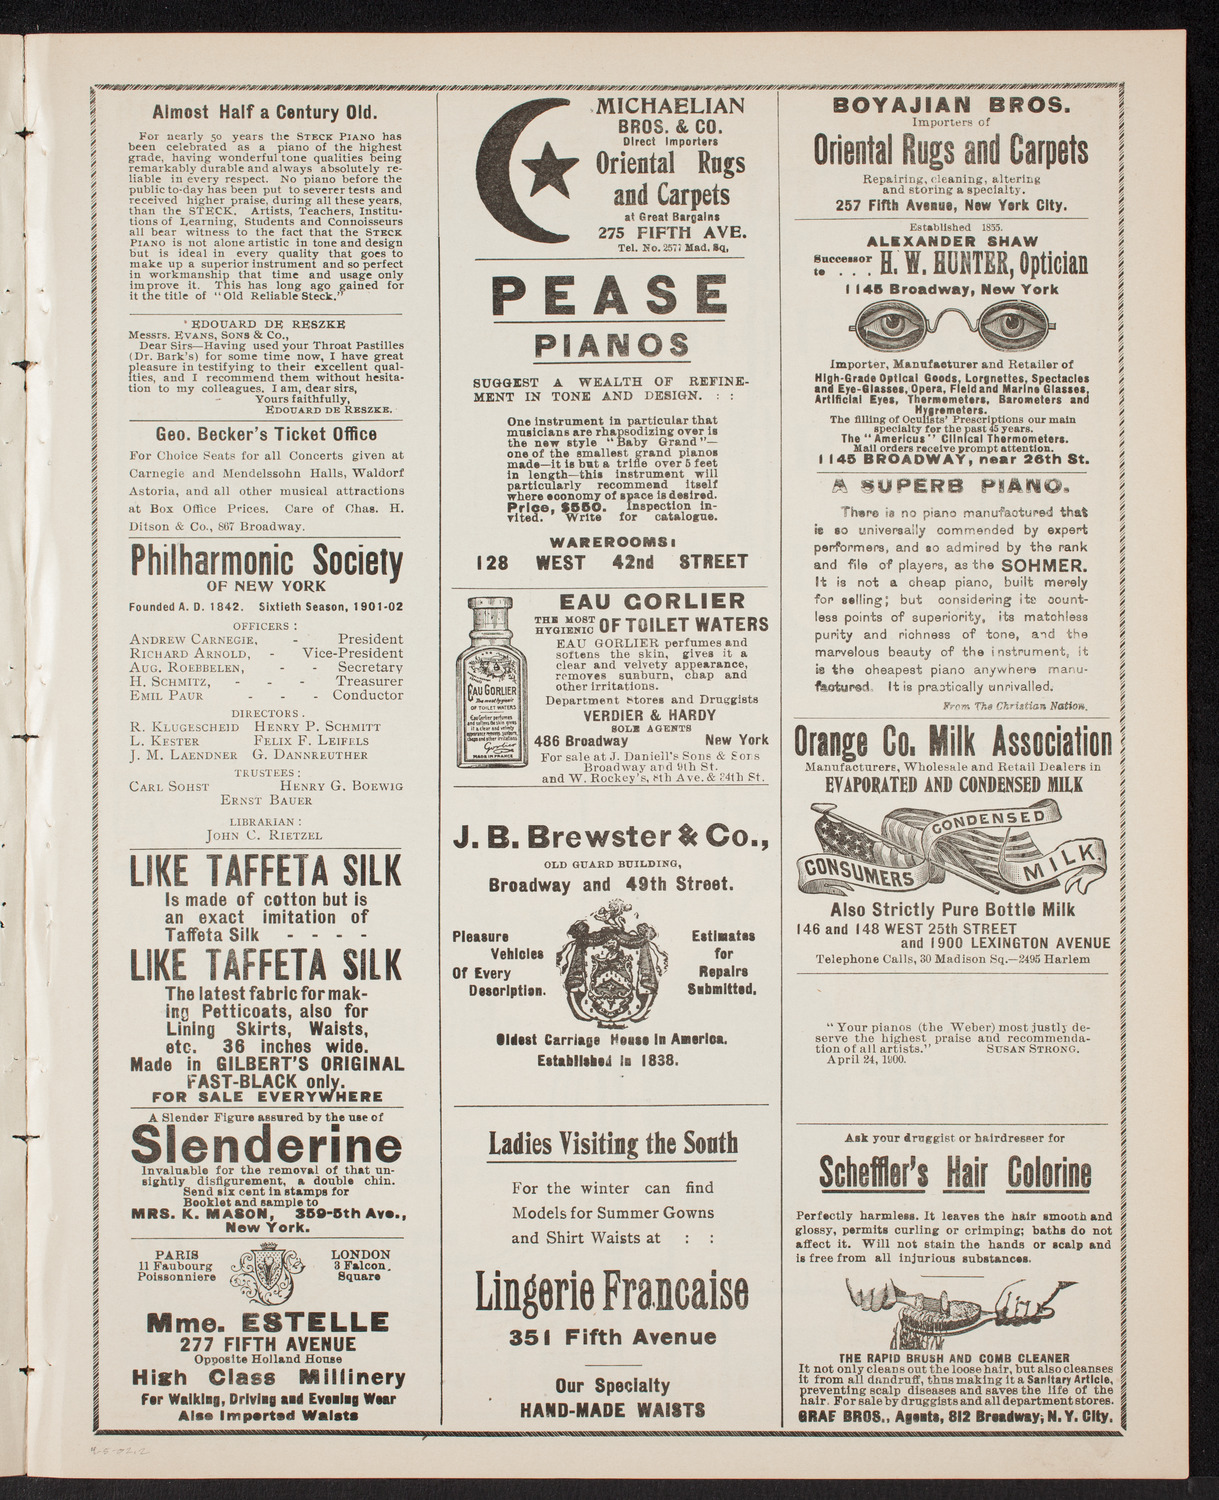 Almost Half a Century Old.
For nearly 50 years the STECK PIANO has
been celebrated as a piano of the highest
grade, having wonderful tone qualities being
remarkably durable and always absolutely re-
liable in every respect. No piano before the
public to-day has been put to severer tests and
received higher praise, during all these years,
than the STECK. Artists, Teachers, Institu-
tions of Learning, Students and Connoisseurs
all bear witness to the fact that the STECK
PIANO is not alone artistic in tone and design
but is ideal in every quality that goes to
make up a superior instrument and so perfect
in workmanship that time and usage only
improve it. This has long ago gained for
it the title of "Old Reliable Steck."
EDOUARD DE RESZKE
Messrs. EVANS, SONS & Co.,
Dear Sirs—Having used your Throat Pastilles
(Dr. Bark's) for some time now, I have great
pleasure in testifying to their excellent qual-
ities, and I recommend them without hesita-
tion to my colleagues. I am, dear sirs,
Yours faithfully,
EDOUARD DE RESZKE.
Geo. Becker's Ticket Office
For Choice Seats for all Concerts given at
Carnegie and Mendelssohn Halls, Waldorf
Astoria, and all other musical attractions
at Box Office Prices. Care of Chas. H.
Ditson & Co., 867 Broadway.
Philharmonic Society
OF NEW YORK
Founded A. D. 1842. Sixtieth Season, 1901-02
OFFICERS:
ANDREW CARNEGIE, - President
RICHARD ARNOLD, - Vice-President
AUG. ROEBBELEN, - - Secretary
H. SCHMITZ, - - - Treasurer
EMIL PAUR - - - Conductor
DIRECTORS.
R. KLUGESCHEID HENRY P. SCHMITT
L. KESTER FELIX F. LEIFELS
J. M. LAENDNER G. DANNREUTHER
TRUSTEES:
CARL SOHST HENRY G. BOEWIG
ERNST BAUER
LIBRARIAN:
JOHN C. RIETZEL
LIKE TAFFETA SILK
Is made of cotton but is
an exact imitation of
Taffeta Silk - - - -
LIKE TAFFETA SILK
The latest fabric for mak-
ing Petticoats, also for
Lining Skirts, Waists,
etc. 36 inches wide.
Made in GILBERT'S ORIGINAL
FAST-BLACK only.
FOR SALE EVERYWHERE
A Slender Figure assured by the use of
Slenderine
Invaluable for the removal of that un-
sightly disfigurement, a double chin.
Send six cent in stamps for
Booklet and sample to
MRS. K. MASON, 359-5th Ave.,
New York.
PARIS
11 Faubourg
Poissonniere
LONDON
3 Falcon,
Square
Mme. ESTELLE
277 FIFTH AVENUE
Opposite Holland House
High Class Millinery
For Walking, Driving and Evening Wear
Also Imported Waists
MICHAELIAN
BROS. & CO.
Direct Importers
Oriental Rugs
and Carpets
at Great Bargains
275 FIFTH AVE.
Tel. No. 2577 Mad. Sq,
PEASE
PIANOS
SUGGEST A WEALTH OF REFINE-
MENT IN TONE AND DESIGN. : :
One instrument in particular that
musicians are rhapsodizing over is
the new style "Baby Grand"—
one of the smallest grand pianos
made—it is but a trifle over 5 feet
in length—this instrument will
particularly recommend itself
where economy of space is desired.
Price, $550. Inspection in-
vited. Write for catalogue.
WAREROOMS:
128 WEST 42nd STREET
EAU GORLIER
THE MOST
HYGIENIC OF TOILET WATERS
EAU GORLIER perfumes and
softens the skin, gives it a
clear and velvety appearance,
removes sunburn, chap and
other irritations.
Department Stores and Druggists
VERDIER & HARDY
SOLE AGENTS
486 Broadway New York
For sale at J. Daniell's Sons & Sons
Broadway and 9th St.
and W. Rockey's, 8th Ave. & 34th St.
EAU GORLIER
The most hygienic
OF TOILET WATERS
Eau Gorlier perfumes
and softens the skin, gives
it a clear and velvety
appearance, removes sunburn,
chaps and other irritations.
Gorlier
MADE IN FRANCE
J. B. Brewster & Co.,
OLD GUARD BUILDING,
Broadway and 49th Street.
Pleasure
Vehicles
Of Every
Description.
Estimates
for
Repairs
Submitted.
Oldest Carriage House in America.
Established in 1838.
Ladies Visiting the South
For the winter can find
Models for Summer Gowns
and Shirt Waists at : :
Lingerie Francaise
351 Fifth Avenue
Our Specialty
HAND-MADE WAISTS
BOYAJIAN BROS.
Importers of
Oriental Rugs and Carpets
Repairing, cleaning, altering
and storing a specialty.
257 Fifth Avenue, New York City.
Established 1855.
ALEXANDER SHAW
Successor
to . . . H. W. HUNTER, Optician
1145 Broadway, New York
Importer, Manufacturer and Retailer of
High-Grade Optical Goods, Lorgnettes, Spectacles
and Eye-Glasses, Opera, Field and Marine Glasses,
Artificial Eyes, Thermometers, Barometers and
Hygrometers.
The filling of Oculists' Prescriptions our main
specialty for the past 45 years.
The "Americus" Clinical Thermometers.
Mail orders receive prompt attention.
1145 BROADWAY, near 26th St.
A SUPERB PIANO.
There is no piano manufactured that
is so universally commended by expert
performers, and so admired by the rank
and file of players, as the SOHMER.
It is not a cheap piano, built merely
for selling; but considering its count-
less points of superiority, its matchless
purity and richness of tone, and the
marvelous beauty of the instrument, it
is the cheapest piano anywhere manu-
factured. It is practically unrivalled.
From The Christian Nation.
Orange Co. Milk Association
Manufacturers, Wholesale and Retail Dealers in
EVAPORATED AND CONDENSED MILK
CONSUMERS CONDENSED MILK.
Also Strictly Pure Bottle Milk
146 and 148 WEST 25th STREET
and 1900 LEXINGTON AVENUE
Telephone Calls, 30 Madison Sq.—2495 Harlem
"Your pianos (the Weber) most justly de-
serve the highest praise and recommenda-
tion of all artists." SUSAN STRONG.
April 24, 1900.
Ask your druggist or hairdresser for
Scheffler's Hair Colorine
Perfectly harmless. It leaves the hair smooth and
glossy, permits curling or crimping; baths do not
affect it. Will not stain the hands or scalp and
is free from all injurious substances.
THE RAPID BRUSH AND COMB CLEANER
It not only cleans out the loose hair, but also cleanses
it from all dandruff, thus making it a Sanitary Article,
preventing scalp diseases and saves the life of the
hair. For sale by druggists and all department stores.
GRAF BROS., Agents, 812 Broadway, N. Y. City.